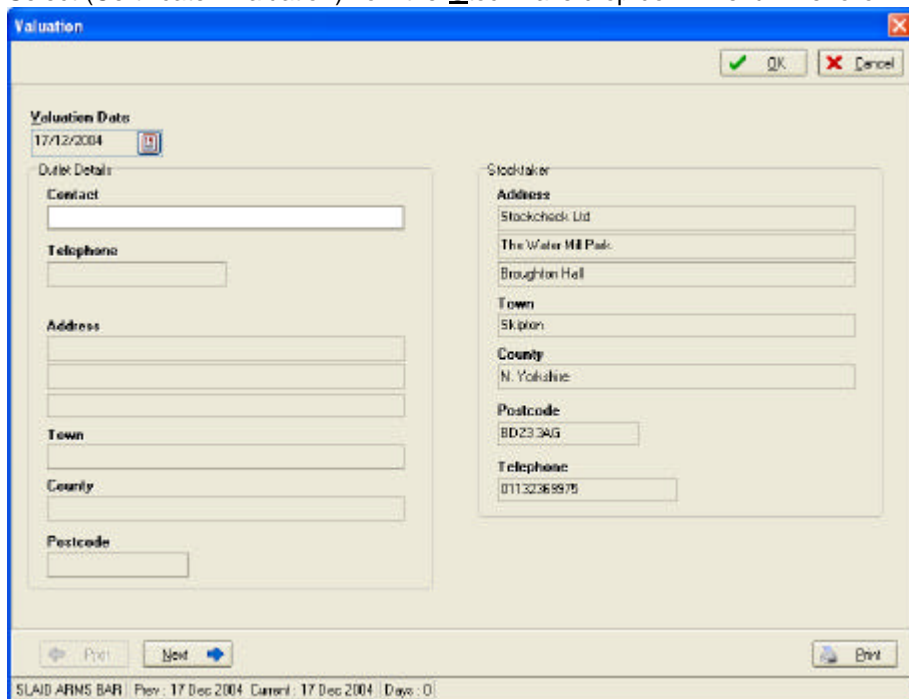 Valuation
OK Cancel
Valuation Date
17/12/2004
Outlet Details
Contact
Telephone
Address
Town
County
Postcode
Stocktaker
Address
Stockcheck Ltd
The Water Mill Park
Broughton Hall
Town
Skipton
County
N. Yorkshire
Postcode
BD23 3AG
Telephone
01132369975
Next Print
SLAID ARMS BAR Prev : 17 Dec 2004 Current : 17 Dec 2004 Days : 0